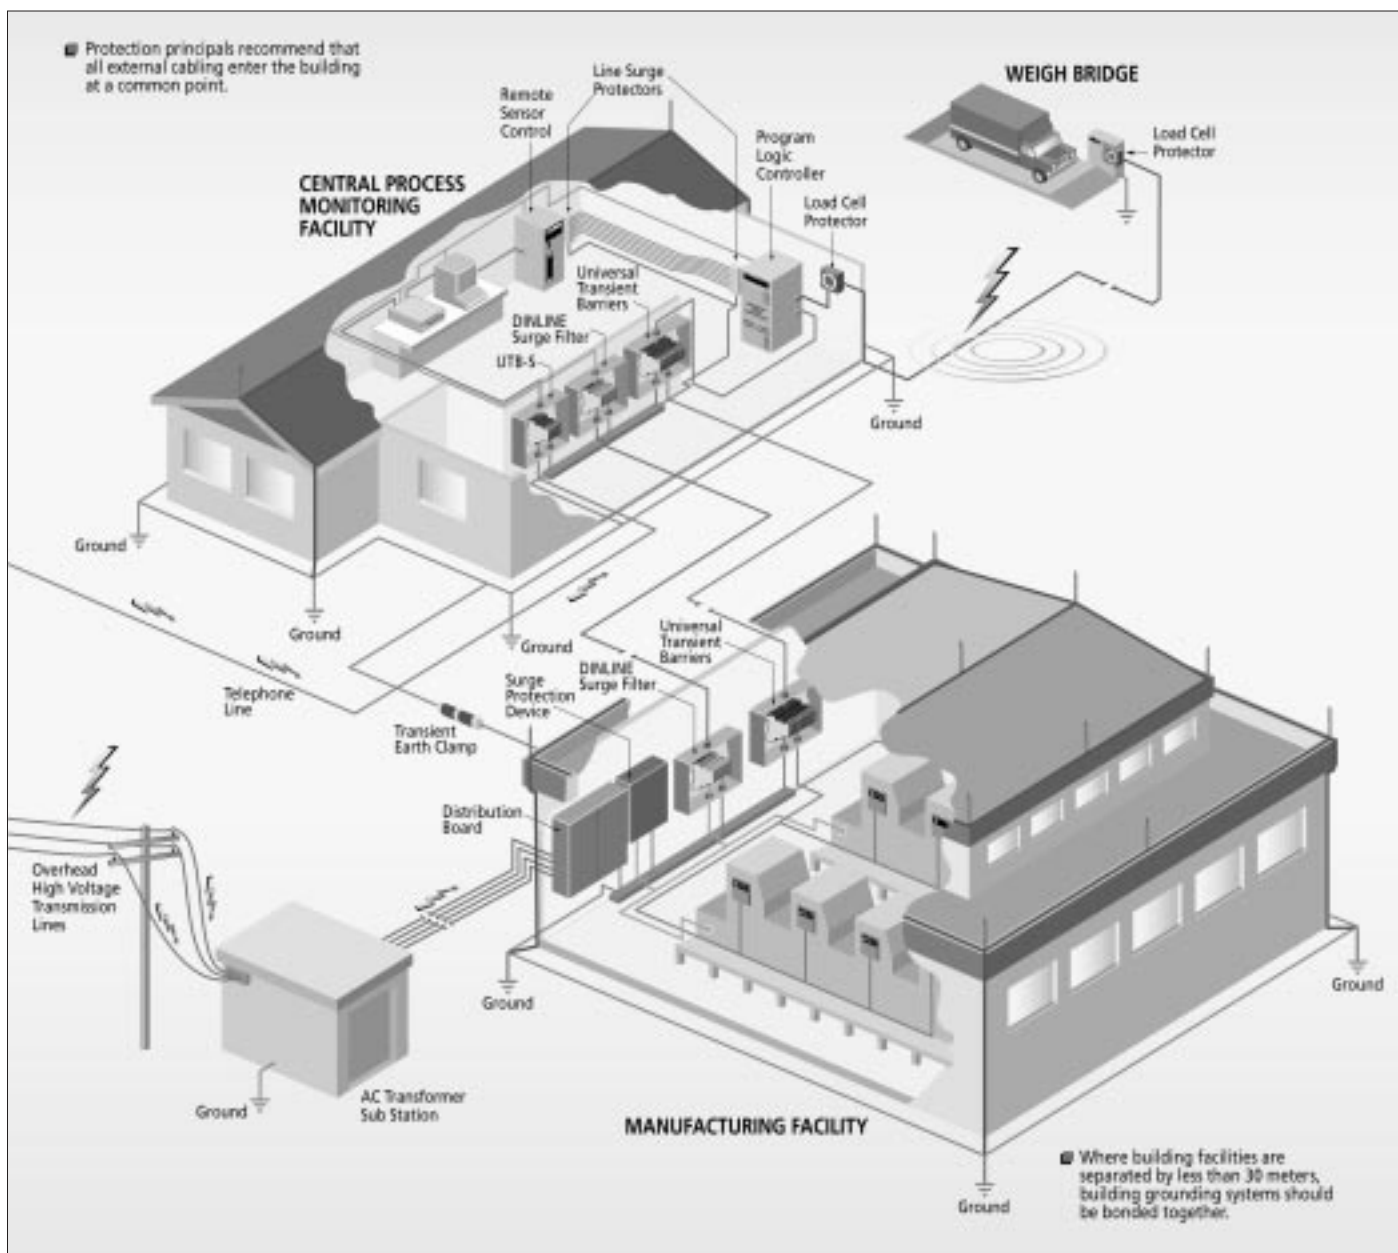 Protection principals recommend that
all external cabling enter the building
at a common point.
Line Surge
Protectors
WEIGH BRIDGE
Remote
Sensor
Control
Program
Logic
Controller
Load Cell
Protector
CENTRAL PROCESS
MONITORING
FACILITY
Load Cell
Protector
Universal
Transient
Barriers
DINLINE
Surge Filter
UTB-S
Ground
Ground
Ground
Ground
Telephone
Line
Transient
Earth Clamp
Surge
Protection
Device
DINLINE
Surge Filter
Universal
Transient
Barriers
Distribution
Board
Overhead
High Voltage
Transmission
Lines
Ground
Ground
Ground
AC Transformer
Sub Station
MANUFACTURING FACILITY
Ground
Where building facilities are
separated by less than 30 meters,
building grounding systems should
be bonded together.